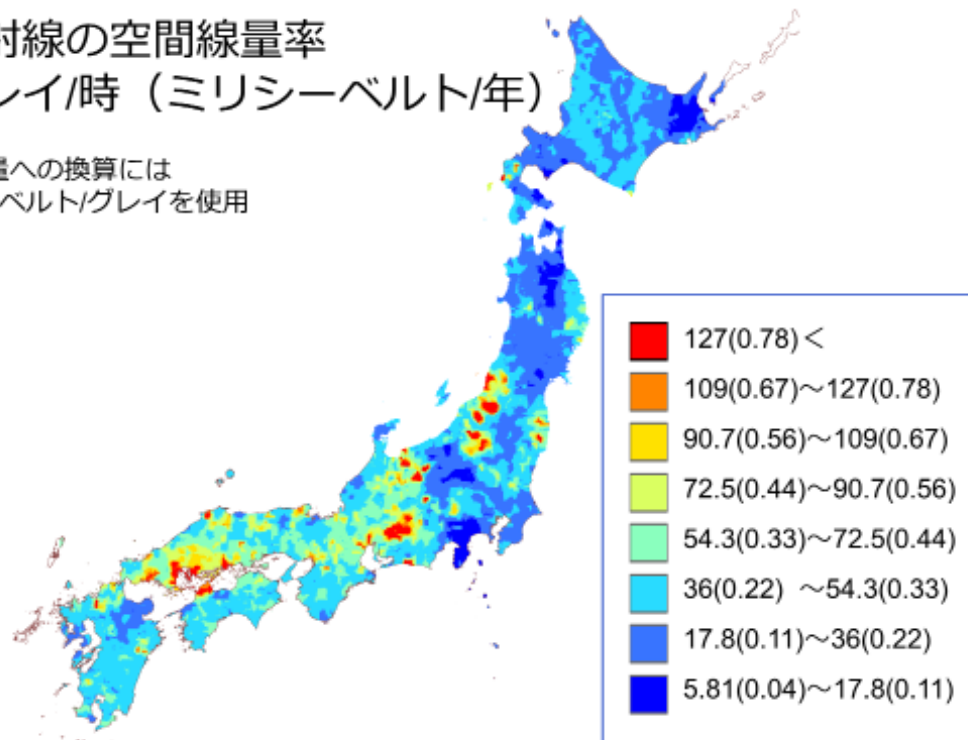 射線の空間線量率
レイ/時（ミリシーベルト/年）
量への換算には
ベルト/グレイを使用
127(0.78)＜
109(0.67)～127(0.78)
90.7(0.56)～109(0.67)
72.5(0.44)～90.7(0.56)
54.3(0.33)～72.5(0.44)
36(0.22) ～54.3(0.33)
17.8(0.11)～36(0.22)
5.81(0.04)～17.8(0.11)